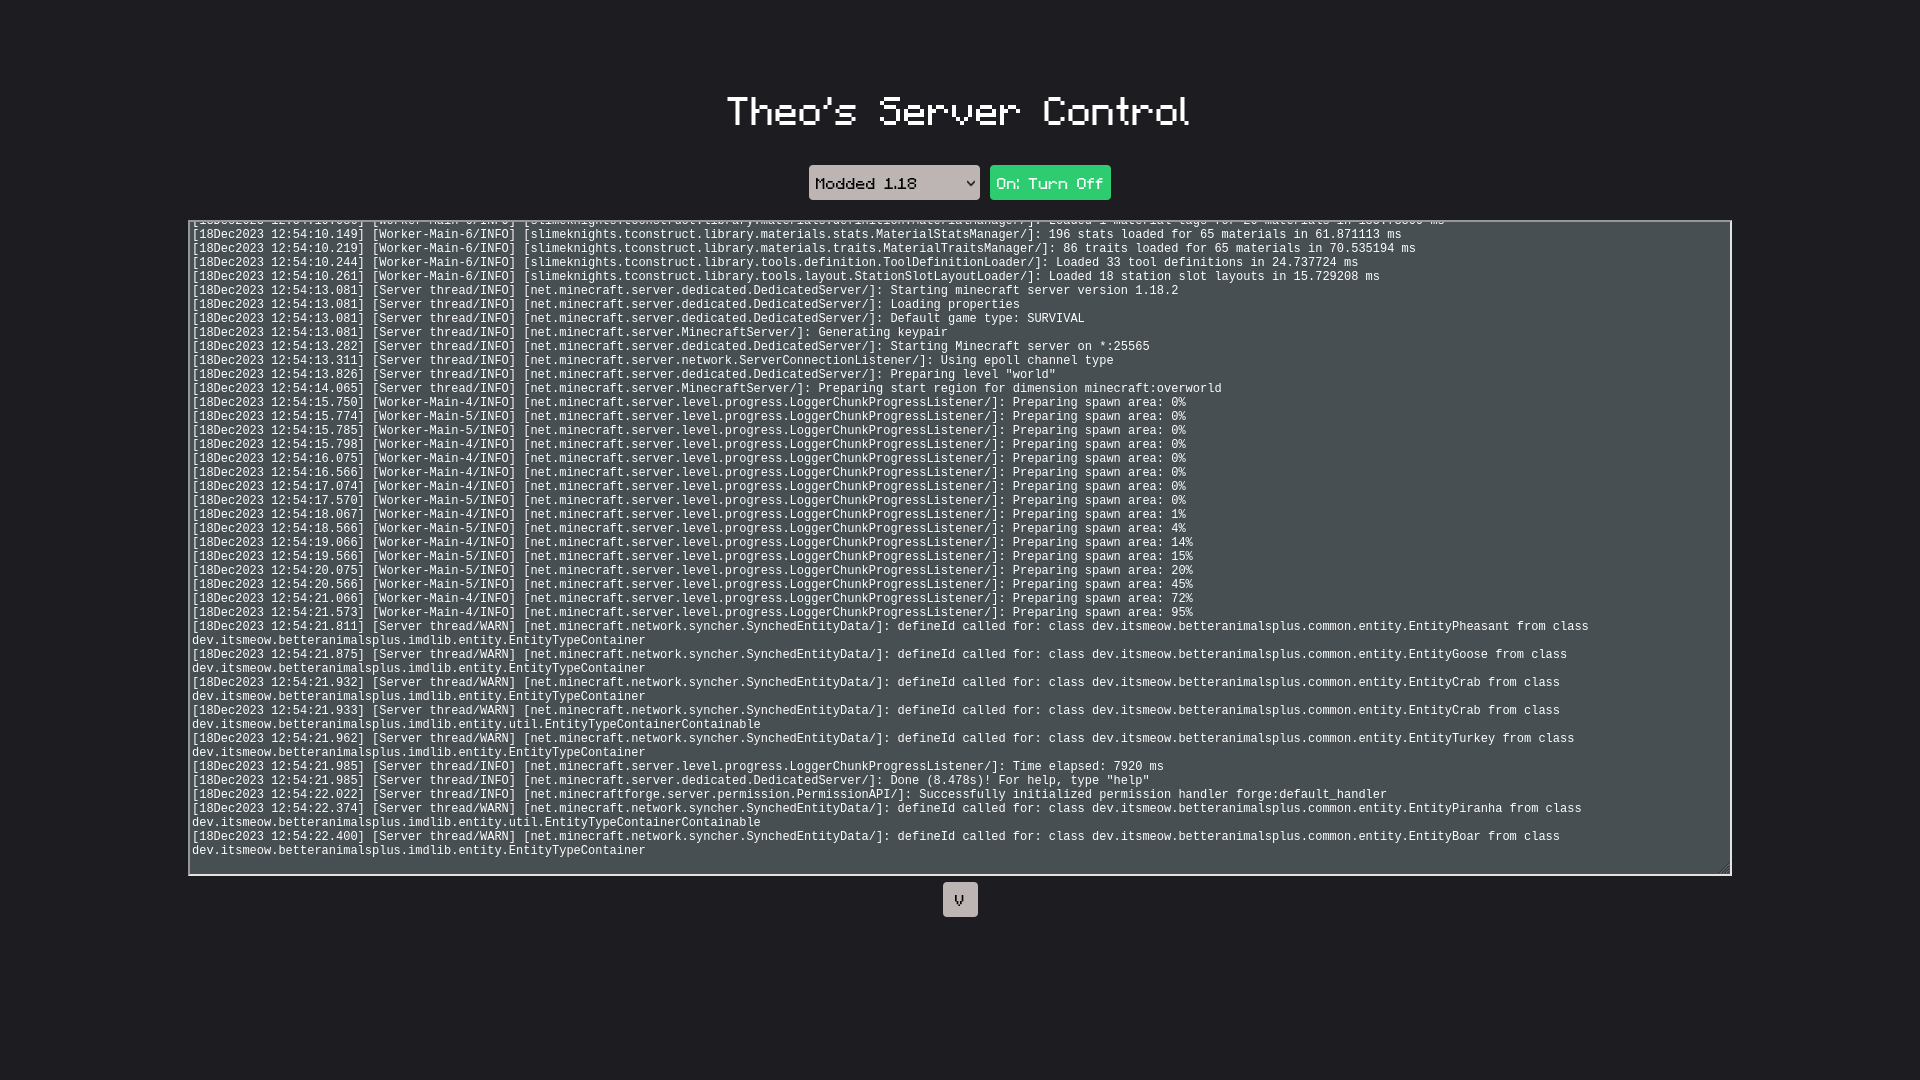 Theo's Server Control
Modded 1.18
On: Turn Off
[18Dec2023 12:54:10.149] [Worker-Main-6/INFO] [slimeknights.tconstruct.library.materials.stats.MaterialStatsManager/]: 196 stats loaded for 65 materials in 61.871113 ms
[18Dec2023 12:54:10.219] [Worker-Main-6/INFO] [slimeknights.tconstruct.library.materials.traits.MaterialTraitsManager/]: 86 traits loaded for 65 materials in 70.535194 ms
[18Dec2023 12:54:10.244] [Worker-Main-6/INFO] [slimeknights.tconstruct.library.tools.definition.ToolDefinitionLoader/]: Loaded 33 tool definitions in 24.737724 ms
[18Dec2023 12:54:10.261] [Worker-Main-6/INFO] [slimeknights.tconstruct.library.tools.layout.StationSlotLayoutLoader/]: Loaded 18 station slot layouts in 15.729208 ms
[18Dec2023 12:54:13.081] [Server thread/INFO] [net.minecraft.server.dedicated.DedicatedServer/]: Starting minecraft server version 1.18.2
[18Dec2023 12:54:13.081] [Server thread/INFO] [net.minecraft.server.dedicated.DedicatedServer/]: Loading properties
[18Dec2023 12:54:13.081] [Server thread/INFO] [net.minecraft.server.dedicated.DedicatedServer/]: Default game type: SURVIVAL
[18Dec2023 12:54:13.081] [Server thread/INFO] [net.minecraft.server.MinecraftServer/]: Generating keypair
[18Dec2023 12:54:13.282] [Server thread/INFO] [net.minecraft.server.dedicated.DedicatedServer/]: Starting Minecraft server on *:25565
[18Dec2023 12:54:13.311] [Server thread/INFO] [net.minecraft.server.network.ServerConnectionListener/]: Using epoll channel type
[18Dec2023 12:54:13.826] [Server thread/INFO] [net.minecraft.server.dedicated.DedicatedServer/]: Preparing level "world"
[18Dec2023 12:54:14.065] [Server thread/INFO] [net.minecraft.server.MinecraftServer/]: Preparing start region for dimension minecraft:overworld
[18Dec2023 12:54:15.750] [Worker-Main-4/INFO] [net.minecraft.server.level.progress.LoggerChunkProgressListener/]: Preparing spawn area: 0%
[18Dec2023 12:54:15.774] [Worker-Main-5/INFO] [net.minecraft.server.level.progress.LoggerChunkProgressListener/]: Preparing spawn area: 0%
[18Dec2023 12:54:15.785] [Worker-Main-5/INFO] [net.minecraft.server.level.progress.LoggerChunkProgressListener/]: Preparing spawn area: 0%
[18Dec2023 12:54:15.798] [Worker-Main-4/INFO] [net.minecraft.server.level.progress.LoggerChunkProgressListener/]: Preparing spawn area: 0%
[18Dec2023 12:54:16.075] [Worker-Main-4/INFO] [net.minecraft.server.level.progress.LoggerChunkProgressListener/]: Preparing spawn area: 0%
[18Dec2023 12:54:16.566] [Worker-Main-4/INFO] [net.minecraft.server.level.progress.LoggerChunkProgressListener/]: Preparing spawn area: 0%
[18Dec2023 12:54:17.074] [Worker-Main-4/INFO] [net.minecraft.server.level.progress.LoggerChunkProgressListener/]: Preparing spawn area: 0%
[18Dec2023 12:54:17.570] [Worker-Main-5/INFO] [net.minecraft.server.level.progress.LoggerChunkProgressListener/]: Preparing spawn area: 0%
[18Dec2023 12:54:18.067] [Worker-Main-4/INFO] [net.minecraft.server.level.progress.LoggerChunkProgressListener/]: Preparing spawn area: 1%
[18Dec2023 12:54:18.566] [Worker-Main-5/INFO] [net.minecraft.server.level.progress.LoggerChunkProgressListener/]: Preparing spawn area: 4%
[18Dec2023 12:54:19.066] [Worker-Main-4/INFO] [net.minecraft.server.level.progress.LoggerChunkProgressListener/]: Preparing spawn area: 14%
[18Dec2023 12:54:19.566] [Worker-Main-5/INFO] [net.minecraft.server.level.progress.LoggerChunkProgressListener/]: Preparing spawn area: 15%
[18Dec2023 12:54:20.075] [Worker-Main-5/INFO] [net.minecraft.server.level.progress.LoggerChunkProgressListener/]: Preparing spawn area: 20%
[18Dec2023 12:54:20.566] [Worker-Main-5/INFO] [net.minecraft.server.level.progress.LoggerChunkProgressListener/]: Preparing spawn area: 45%
[18Dec2023 12:54:21.066] [Worker-Main-4/INFO] [net.minecraft.server.level.progress.LoggerChunkProgressListener/]: Preparing spawn area: 72%
[18Dec2023 12:54:21.573] [Worker-Main-4/INFO] [net.minecraft.server.level.progress.LoggerChunkProgressListener/]: Preparing spawn area: 95%
[18Dec2023 12:54:21.811] [Server thread/WARN] [net.minecraft.network.syncher.SynchedEntityData/]: defineId called for: class dev.itsmeow.betteranimalsplus.common.entity.EntityPheasant from class
dev.itsmeow.betteranimalsplus.imdlib.entity.EntityTypeContainer
[18Dec2023 12:54:21.875] [Server thread/WARN] [net.minecraft.network.syncher.SynchedEntityData/]: defineId called for: class dev.itsmeow.betteranimalsplus.common.entity.EntityGoose from class
dev.itsmeow.betteranimalsplus.imdlib.entity.EntityTypeContainer
[18Dec2023 12:54:21.932] [Server thread/WARN] [net.minecraft.network.syncher.SynchedEntityData/]: defineId called for: class dev.itsmeow.betteranimalsplus.common.entity.EntityCrab from class
dev.itsmeow.betteranimalsplus.imdlib.entity.EntityTypeContainer
[18Dec2023 12:54:21.933] [Server thread/WARN] [net.minecraft.network.syncher.SynchedEntityData/]: defineId called for: class dev.itsmeow.betteranimalsplus.common.entity.EntityCrab from class
dev.itsmeow.betteranimalsplus.imdlib.entity.util.EntityTypeContainerContainable
[18Dec2023 12:54:21.962] [Server thread/WARN] [net.minecraft.network.syncher.SynchedEntityData/]: defineId called for: class dev.itsmeow.betteranimalsplus.common.entity.EntityTurkey from class
dev.itsmeow.betteranimalsplus.imdlib.entity.EntityTypeContainer
[18Dec2023 12:54:21.985] [Server thread/INFO] [net.minecraft.server.level.progress.LoggerChunkProgressListener/]: Time elapsed: 7920 ms
[18Dec2023 12:54:21.985] [Server thread/INFO] [net.minecraft.server.dedicated.DedicatedServer/]: Done (8.478s)! For help, type "help"
[18Dec2023 12:54:22.022] [Server thread/INFO] [net.minecraftforge.server.permission.PermissionAPI/]: Successfully initialized permission handler forge:default_handler
[18Dec2023 12:54:22.374] [Server thread/WARN] [net.minecraft.network.syncher.SynchedEntityData/]: defineId called for: class dev.itsmeow.betteranimalsplus.common.entity.EntityPiranha from class
dev.itsmeow.betteranimalsplus.imdlib.entity.util.EntityTypeContainerContainable
[18Dec2023 12:54:22.400] [Server thread/WARN] [net.minecraft.network.syncher.SynchedEntityData/]: defineId called for: class dev.itsmeow.betteranimalsplus.common.entity.EntityBoar from class
dev.itsmeow.betteranimalsplus.imdlib.entity.EntityTypeContainer
V